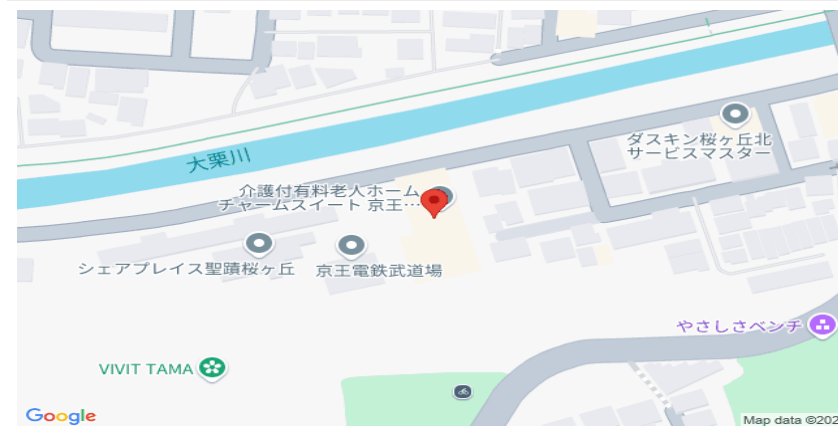 大栗川
ダスキン桜ヶ丘北
サービスマスター
介護付有料老人ホーム
チャームスイート 京王…
シェアプレイス聖蹟桜ヶ丘
京王電鉄武道場
やさしさベンチ
VIVIT TAMA
Google
Map data ©202